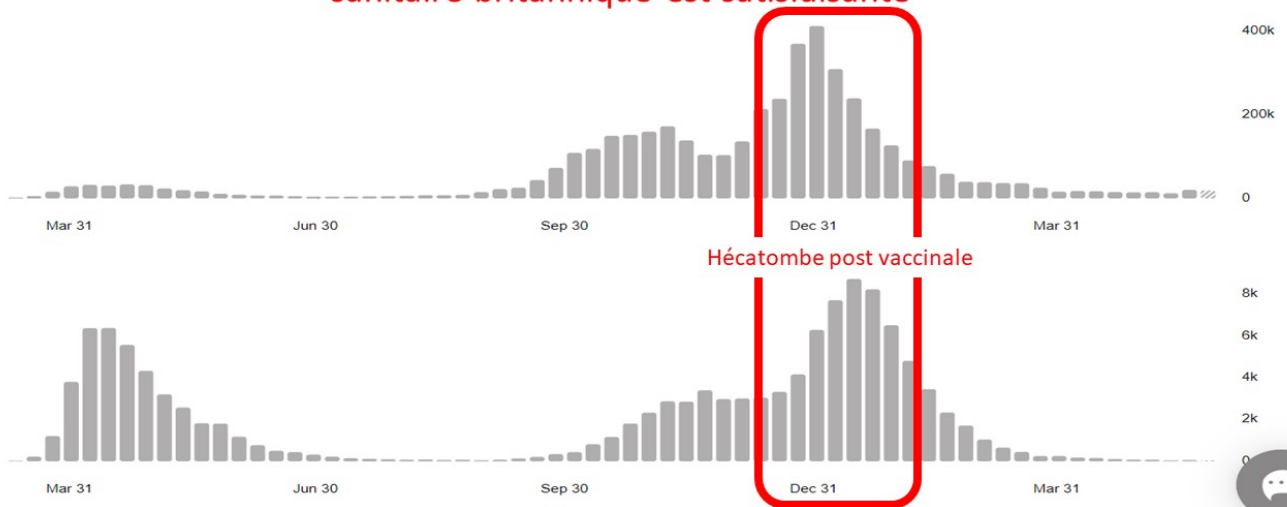 sanitaire britannique est satisfaisante
400k
200k
0
Mar 31 Jun 30 Sep 30 Dec 31 Mar 31
Hécatombe post vaccinale
8k
6k
4k
2k
0
Mar 31 Jun 30 Sep 30 Dec 31 Mar 31